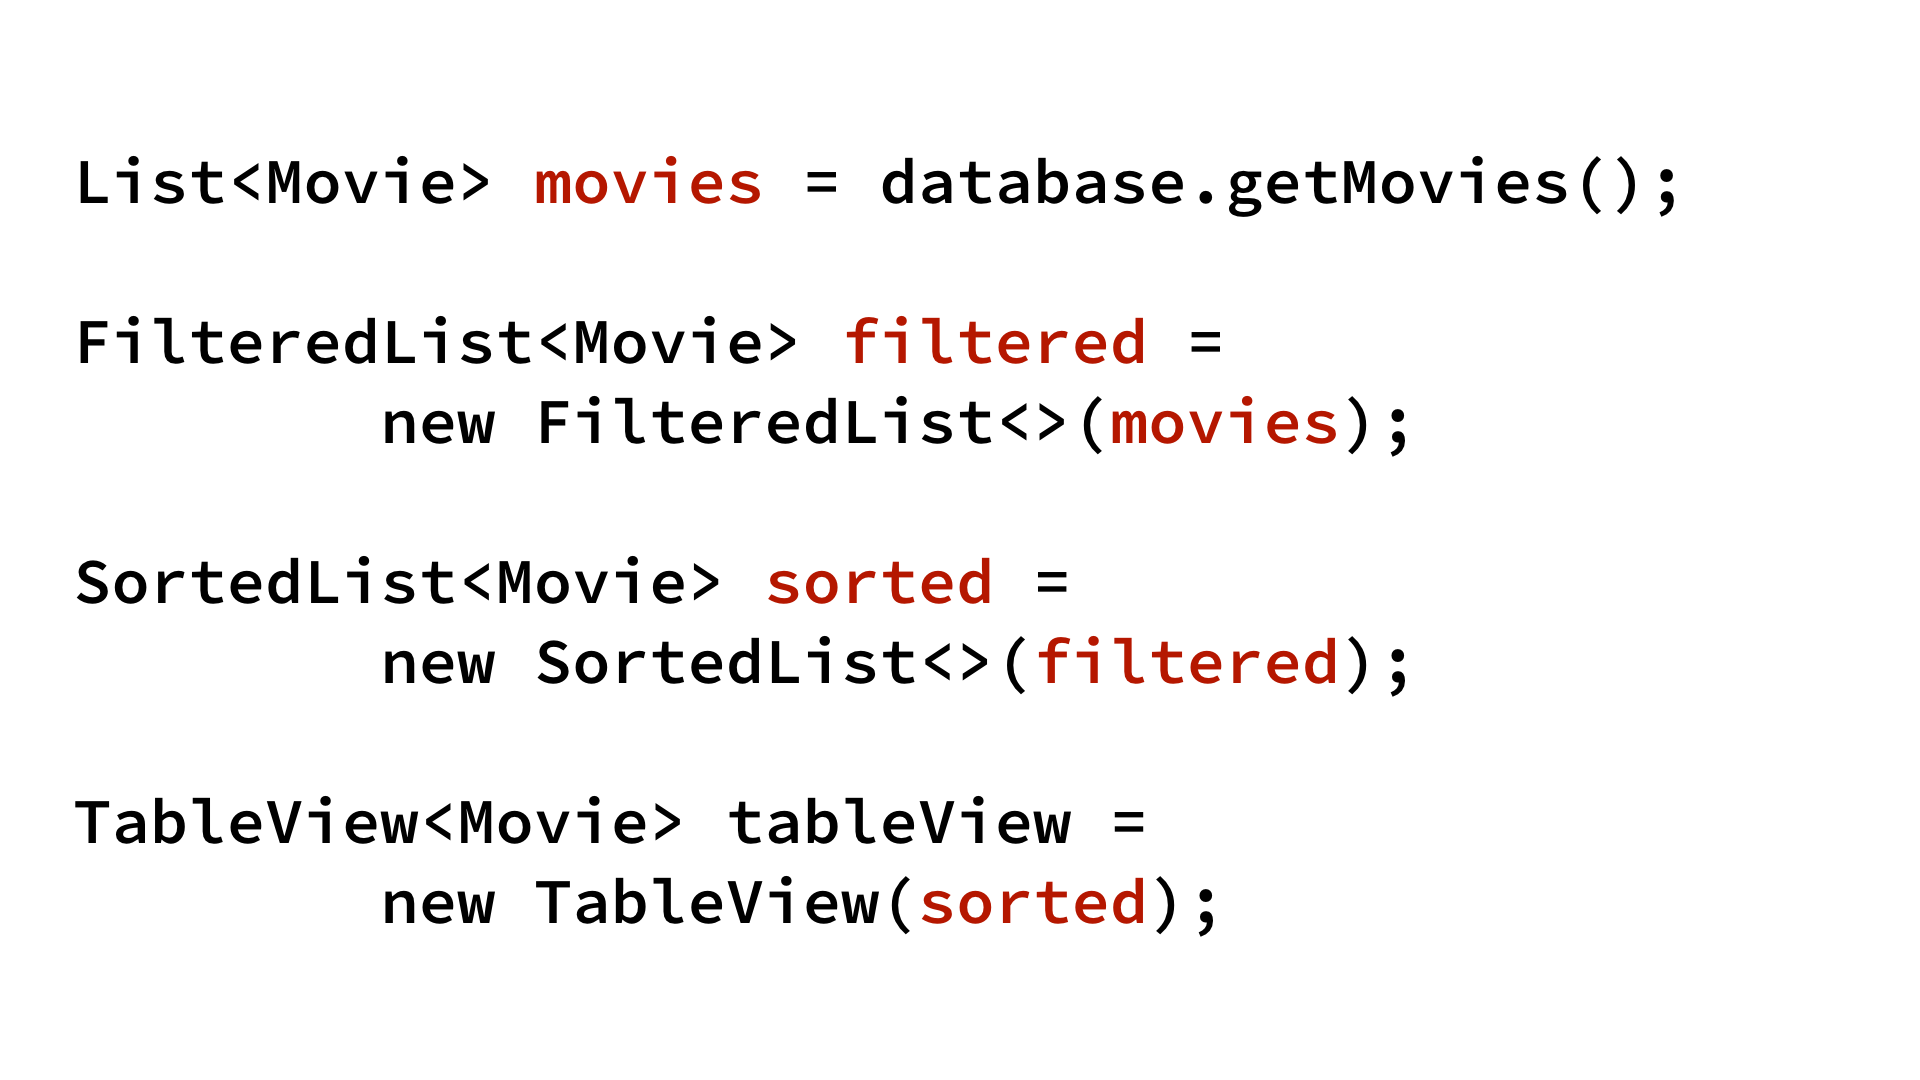 List<Movie> movies = database.getMovies();
FilteredList<Movie> filtered =
new FilteredList<>(movies);
SortedList<Movie> sorted =
new SortedList<>(filtered);
TableView<Movie> tableView =
new TableView(sorted);